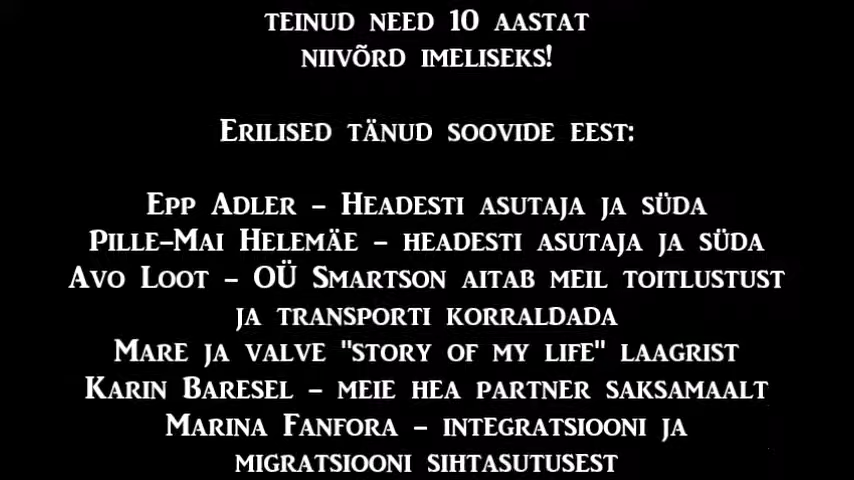 TEINUD NEED 10 AASTAT
NIIVÕRD IMELISEKS!
ERILISED TÄNUD SOOVIDE EEST:
EPP ADLER – HEADESTI ASUTAJA JA SÜDA
PILLE-MAI HELEMÄE – HEADESTI ASUTAJA JA SÜDA
AVO LOOT – OÜ SMARTSON AITAB MEIL TOITLUSTUST
JA TRANSPORTI KORRALDADA
MARE JA VALVE "STORY OF MY LIFE" LAAGRIST
KARIN BARESEL – MEIE HEA PARTNER SAKSAMAALT
MARINA FANFORA – INTEGRATSIOONI JA
MIGRATSIOONI SIHTASUTUSEST